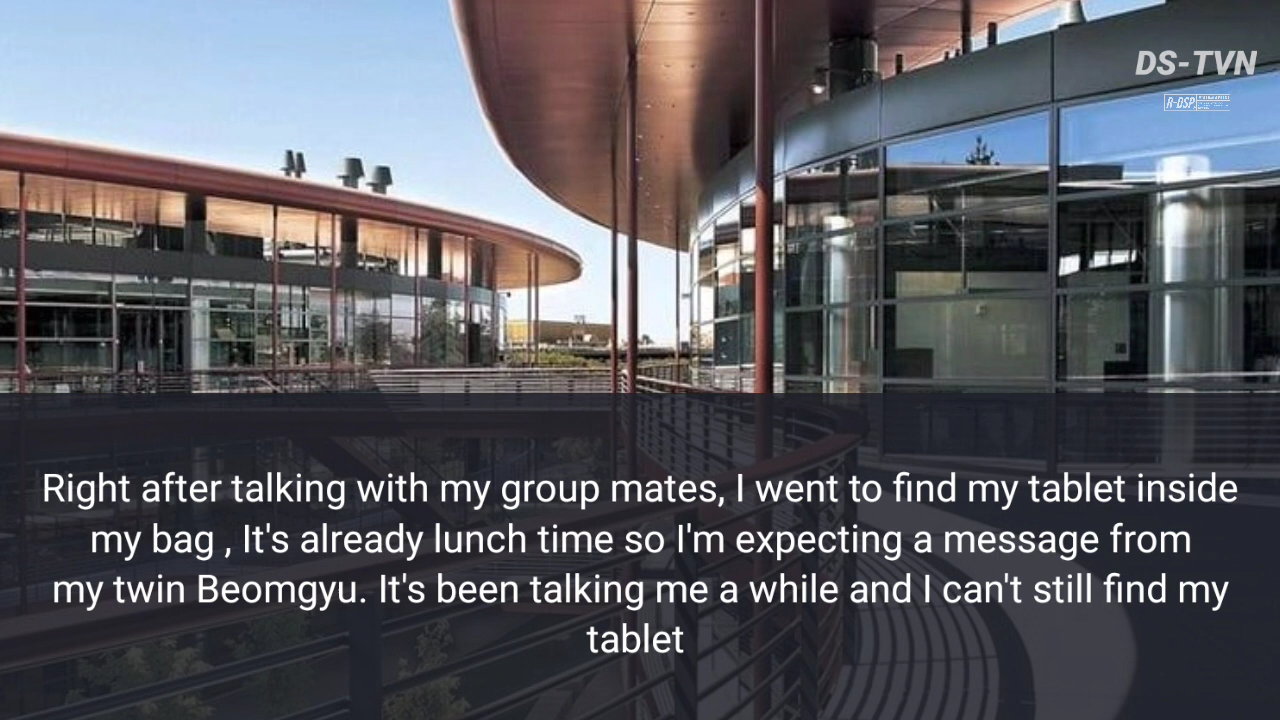 DS-TVN
R-DSP.
Right after talking with my group mates, I went to find my tablet inside
my bag , It's already lunch time so I'm expecting a message from
my twin Beomgyu. It's been talking me a while and I can't still find my
tablet